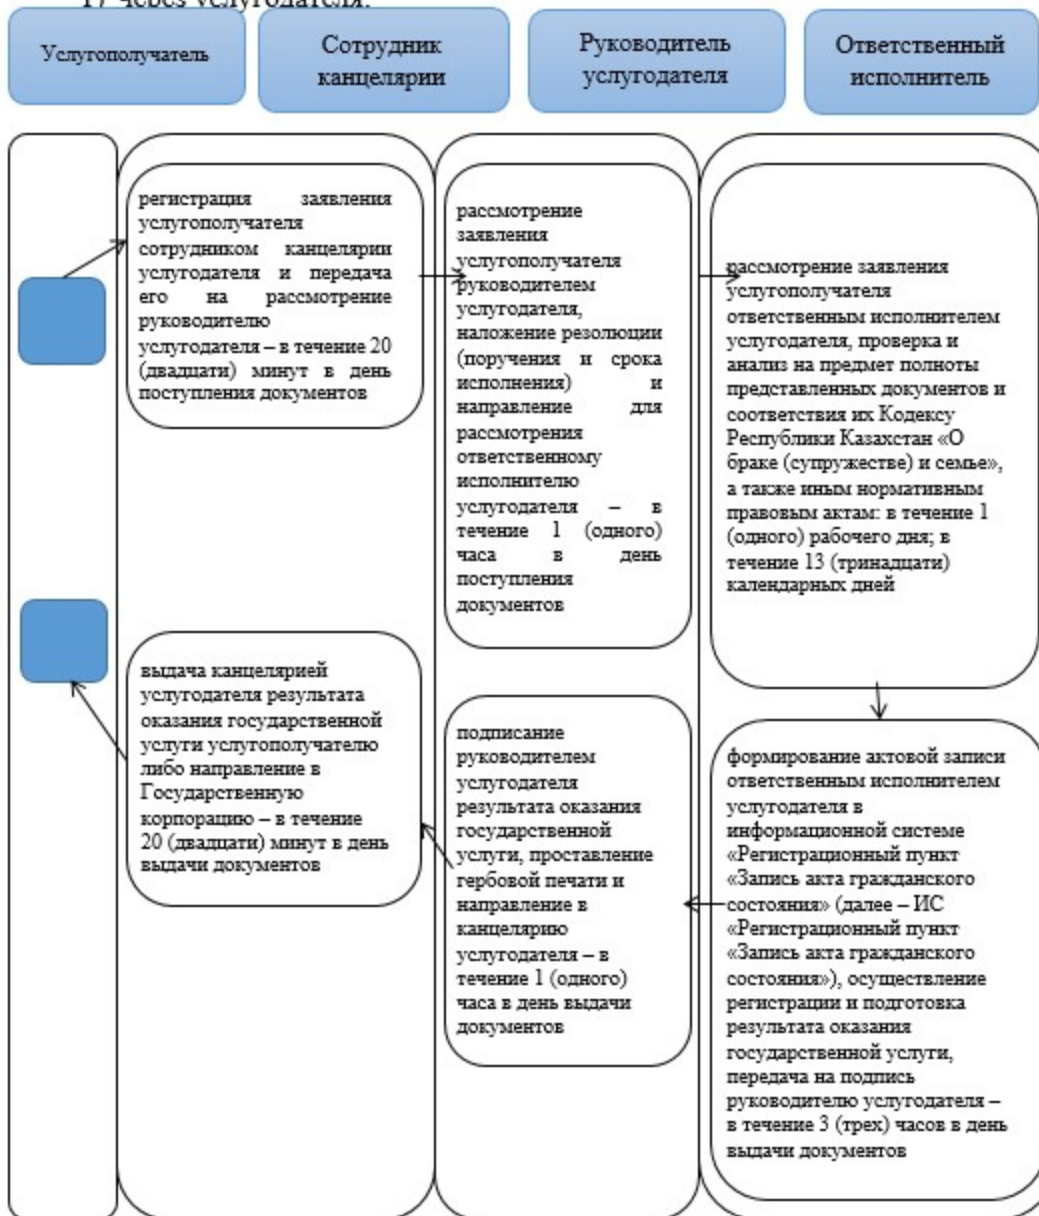 1) через услугодателя:
Услугополучатель
Сотрудник
канцелярии
Руководитель
услугодателя
Ответственный
исполнитель
регистрация заявления
услугополучателя
сотрудником канцелярии
услугодателя и передача
его на рассмотрение
руководителю
услугодателя – в течение 20
(двадцати) минут в день
поступления документов
рассмотрение
заявления
услугополучателя
руководителем
услугодателя,
наложение резолюции
(поручения и срока
исполнения) и
направление для
рассмотрения
ответственному
исполнителю
услугодателя – в
течение 1 (одного)
часа в день
поступления
документов
рассмотрение заявления
услугополучателя
ответственным исполнителем
услугодателя, проверка и
анализ на предмет полноты
представленных документов и
соответствия их Кодексу
Республики Казахстан «О
браке (супружестве) и семье»,
а также иным нормативным
правовым актам: в течение 1
(одного) рабочего дня; в
течение 13 (тринадцати)
календарных дней
выдача канцелярией
услугодателя результата
оказания государственной
услуги услугополучателю
либо направление в
Государственную
корпорацию – в течение
20 (двадцати) минут в день
выдачи документов
подписание
руководителем
услугодателя
результата оказания
государственной
услуги, проставление
гербовой печати и
направление в
канцелярию
услугодателя – в
течение 1 (одного)
часа в день выдачи
документов
формирование актовой записи
ответственным исполнителем
услугодателя в
информационной системе
«Регистрационный пункт
«Запись акта гражданского
состояния» (далее – ИС
«Регистрационный пункт
«Запись акта гражданского
состояния»), осуществление
регистрации и подготовка
результата оказания
государственной услуги,
передача на подпись
руководителю услугодателя –
в течение 3 (трех) часов в день
выдачи документов